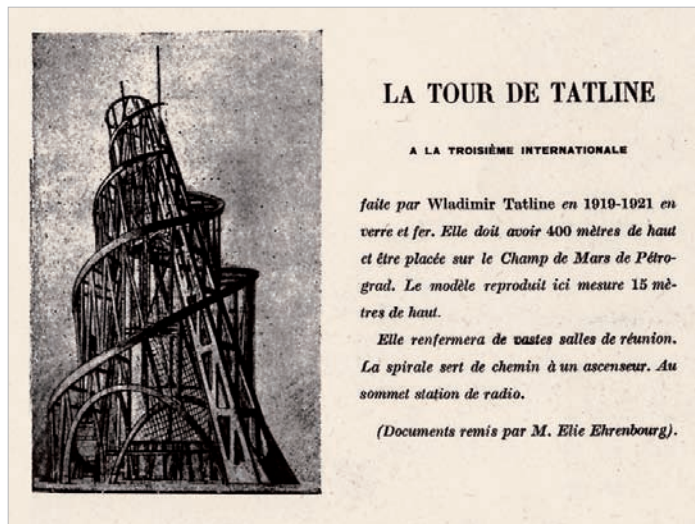 LA TOUR DE TATLINE
A LA TROISIÈME INTERNATIONALE
faite par Wladimir Tatline en 1919-1921 en
verre et fer. Elle doit avoir 400 mètres de haut
et être placée sur le Champ de Mars de Pétro-
grad. Le modèle reproduit ici mesure 15 mè-
tres de haut.
Elle renfermera de vastes salles de réunion.
La spirale sert de chemin à un ascenseur. Au
sommet station de radio.
(Documents remis par M. Elie Ehrenbourg).